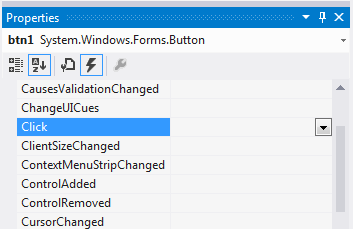 Properties
btn1 System.Windows.Forms.Button
CausesValidationChanged
ChangeUICues
Click
ClientSizeChanged
ContextMenuStripChanged
ControlAdded
ControlRemoved
CursorChanged